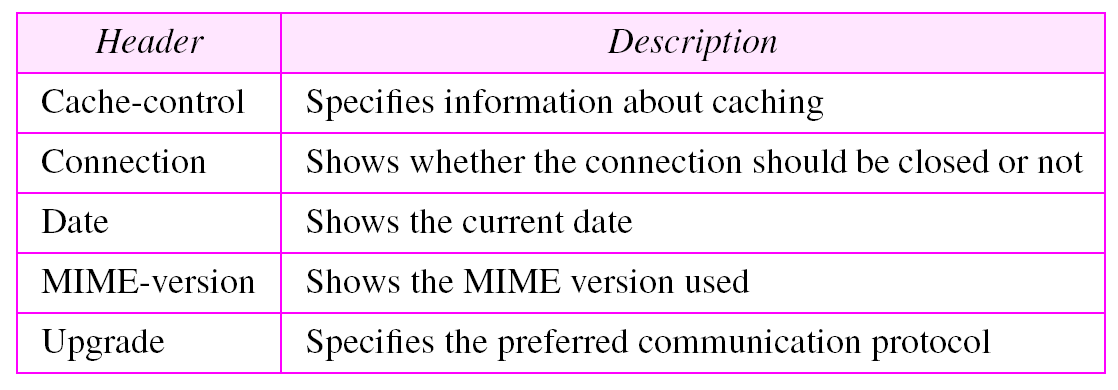 Header Description
Cache-control Specifies information about caching
Connection Shows whether the connection should be closed or not
Date Shows the current date
MIME-version Shows the MIME version used
Upgrade Specifies the preferred communication protocol